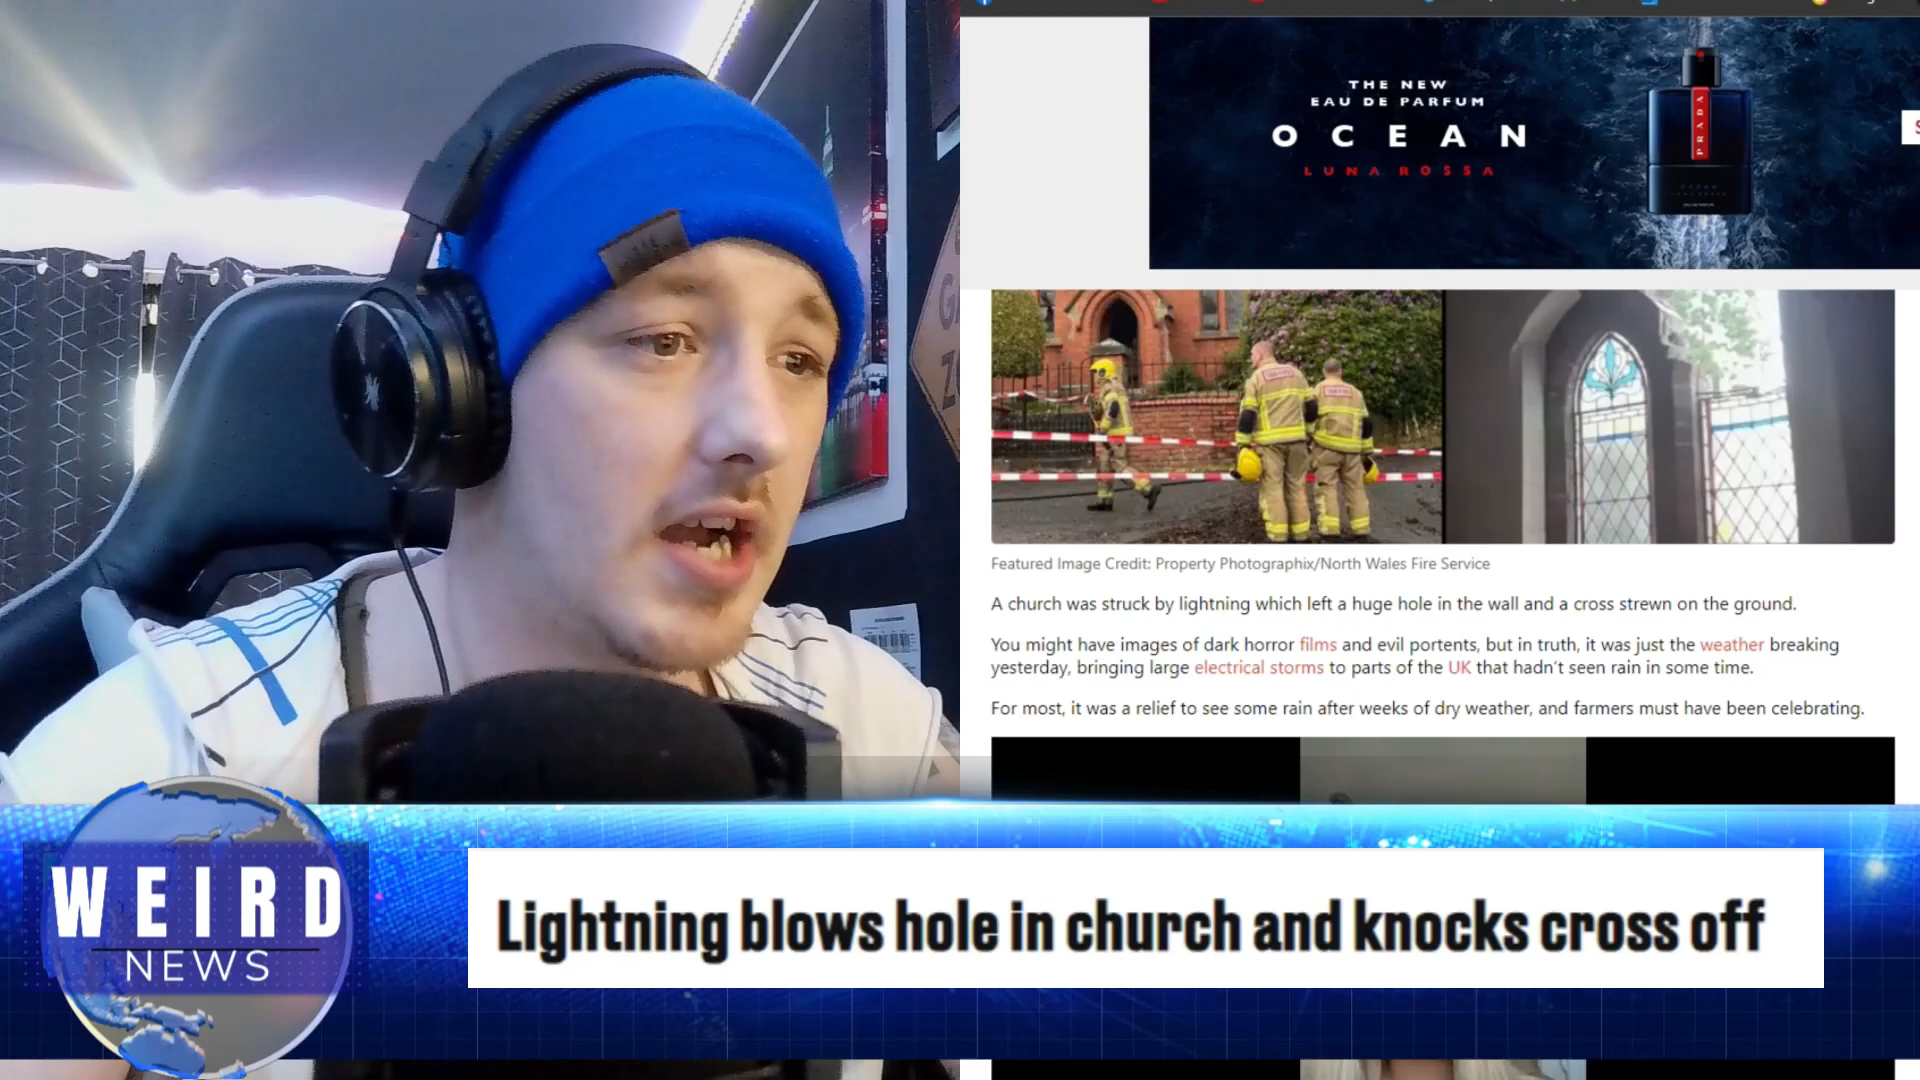 THE NEW
EAU DE PARFUM
OCEAN
LUNA ROSSA
PRADA
Featured Image Credit: Property Photographix/North Wales Fire Service
A church was struck by lightning which left a huge hole in the wall and a cross strewn on the ground.
You might have images of dark horror films and evil portents, but in truth, it was just the weather breaking
yesterday, bringing large electrical storms to parts of the UK that hadn't seen rain in some time.
For most, it was a relief to see some rain after weeks of dry weather, and farmers must have been celebrating.
WEIRD
NEWS
Lightning blows hole in church and knocks cross off